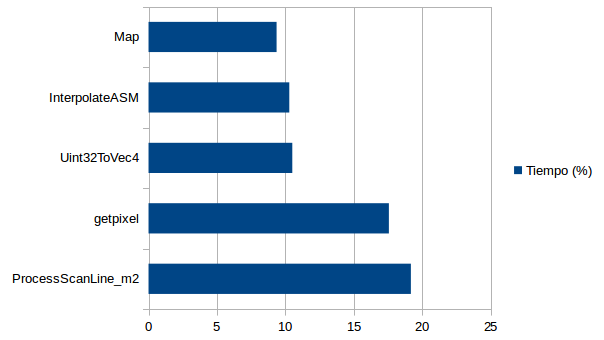 Map
InterpolateASM
Uint32ToVec4
getpixel
ProcessScanLine_m2
0 5 10 15 20 25
Tiempo (%)